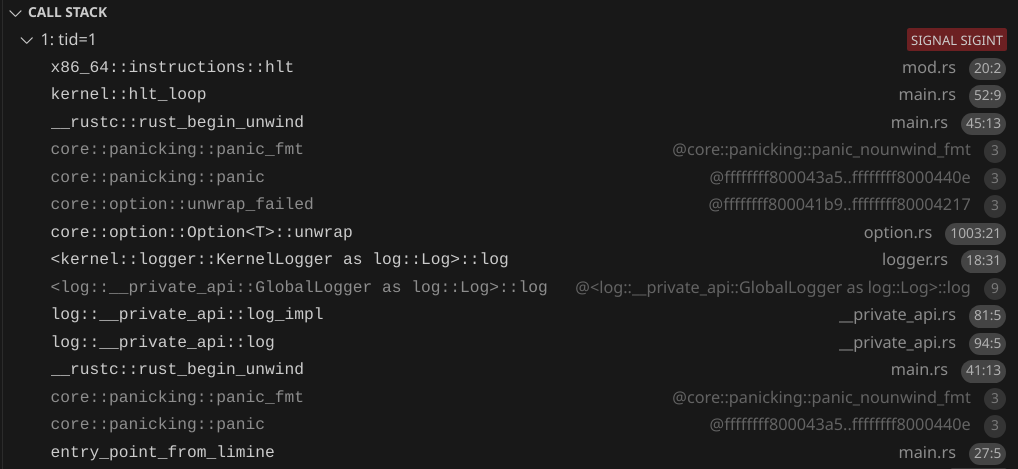 CALL STACK
1: tid=1 SIGNAL SIGINT
x86_64::instructions::hlt mod.rs 20:2
kernel::hlt_loop main.rs 52:9
__rustc::rust_begin_unwind main.rs 45:13
core::panicking::panic_fmt @core::panicking::panic_nounwind_fmt 3
core::panicking::panic @ffffffff800043a5..ffffffff8000440e 3
core::option::unwrap_failed @ffffffff800041b9..ffffffff80004217 3
core::option::Option<T>::unwrap option.rs 1003:21
<kernel::logger::KernelLogger as log::Log>::log logger.rs 18:31
<log::__private_api::GlobalLogger as log::Log>::log @<log::__private_api::GlobalLogger as log::Log>::log 9
log::__private_api::log_impl __private_api.rs 81:5
log::__private_api::log __private_api.rs 94:5
__rustc::rust_begin_unwind main.rs 41:13
core::panicking::panic_fmt @core::panicking::panic_nounwind_fmt 3
core::panicking::panic @ffffffff800043a5..ffffffff8000440e 3
entry_point_from_limine main.rs 27:5